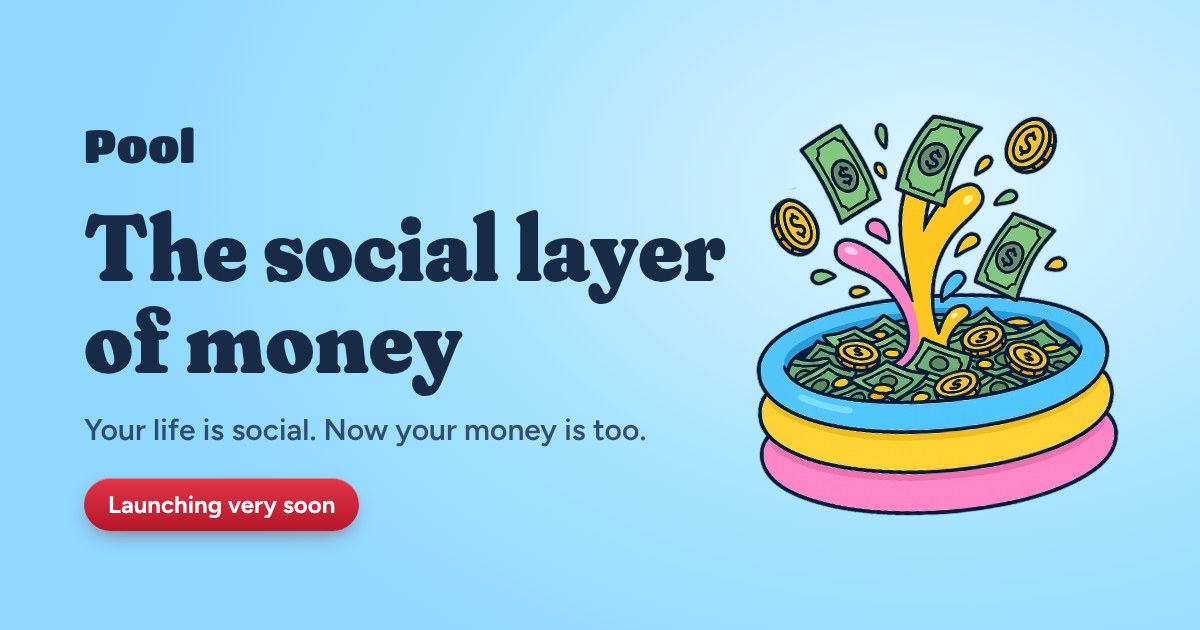 Pool
The social layer
of money
Your life is social. Now your money is too.
Launching very soon
$
$
$
$
$
$
$
$
$